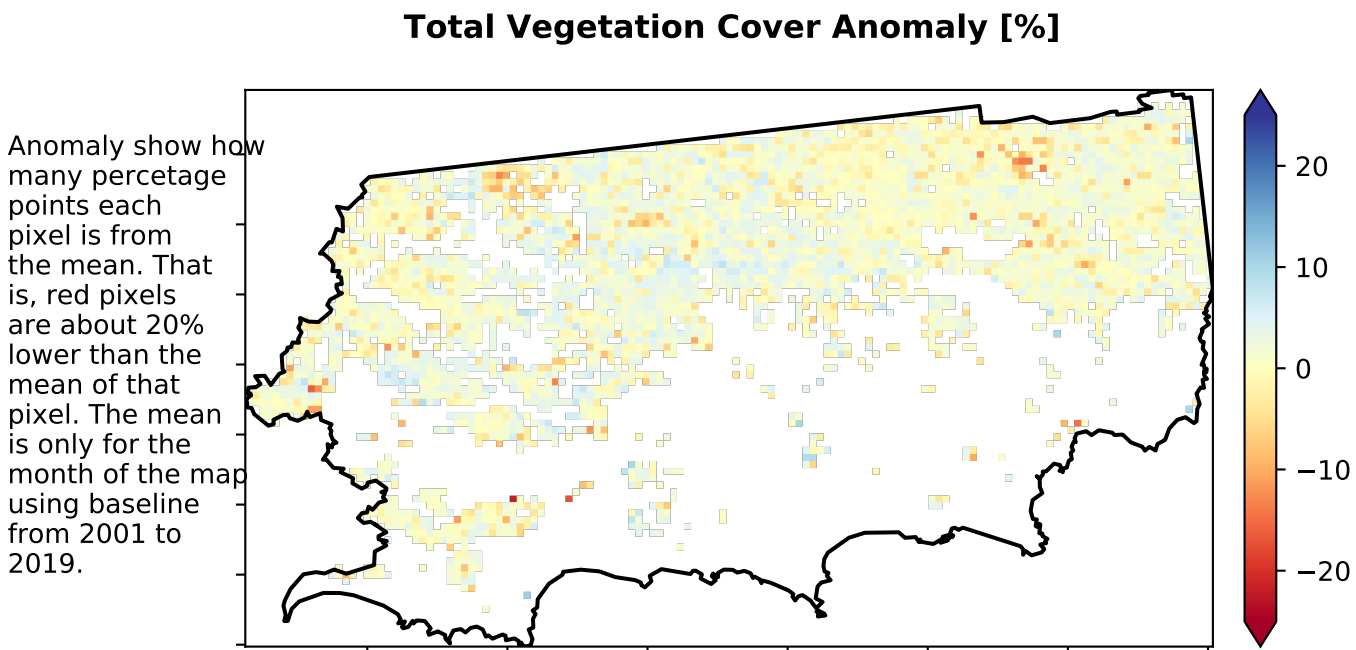 Total Vegetation Cover Anomaly [%]
Anomaly show how
many percetage
points each
pixel is from
the mean. That
is, red pixels
are about 20%
lower than the
mean of that
pixel. The mean
is only for the
month of the map
using baseline
from 2001 to
2019.
20
10
0
−10
−20